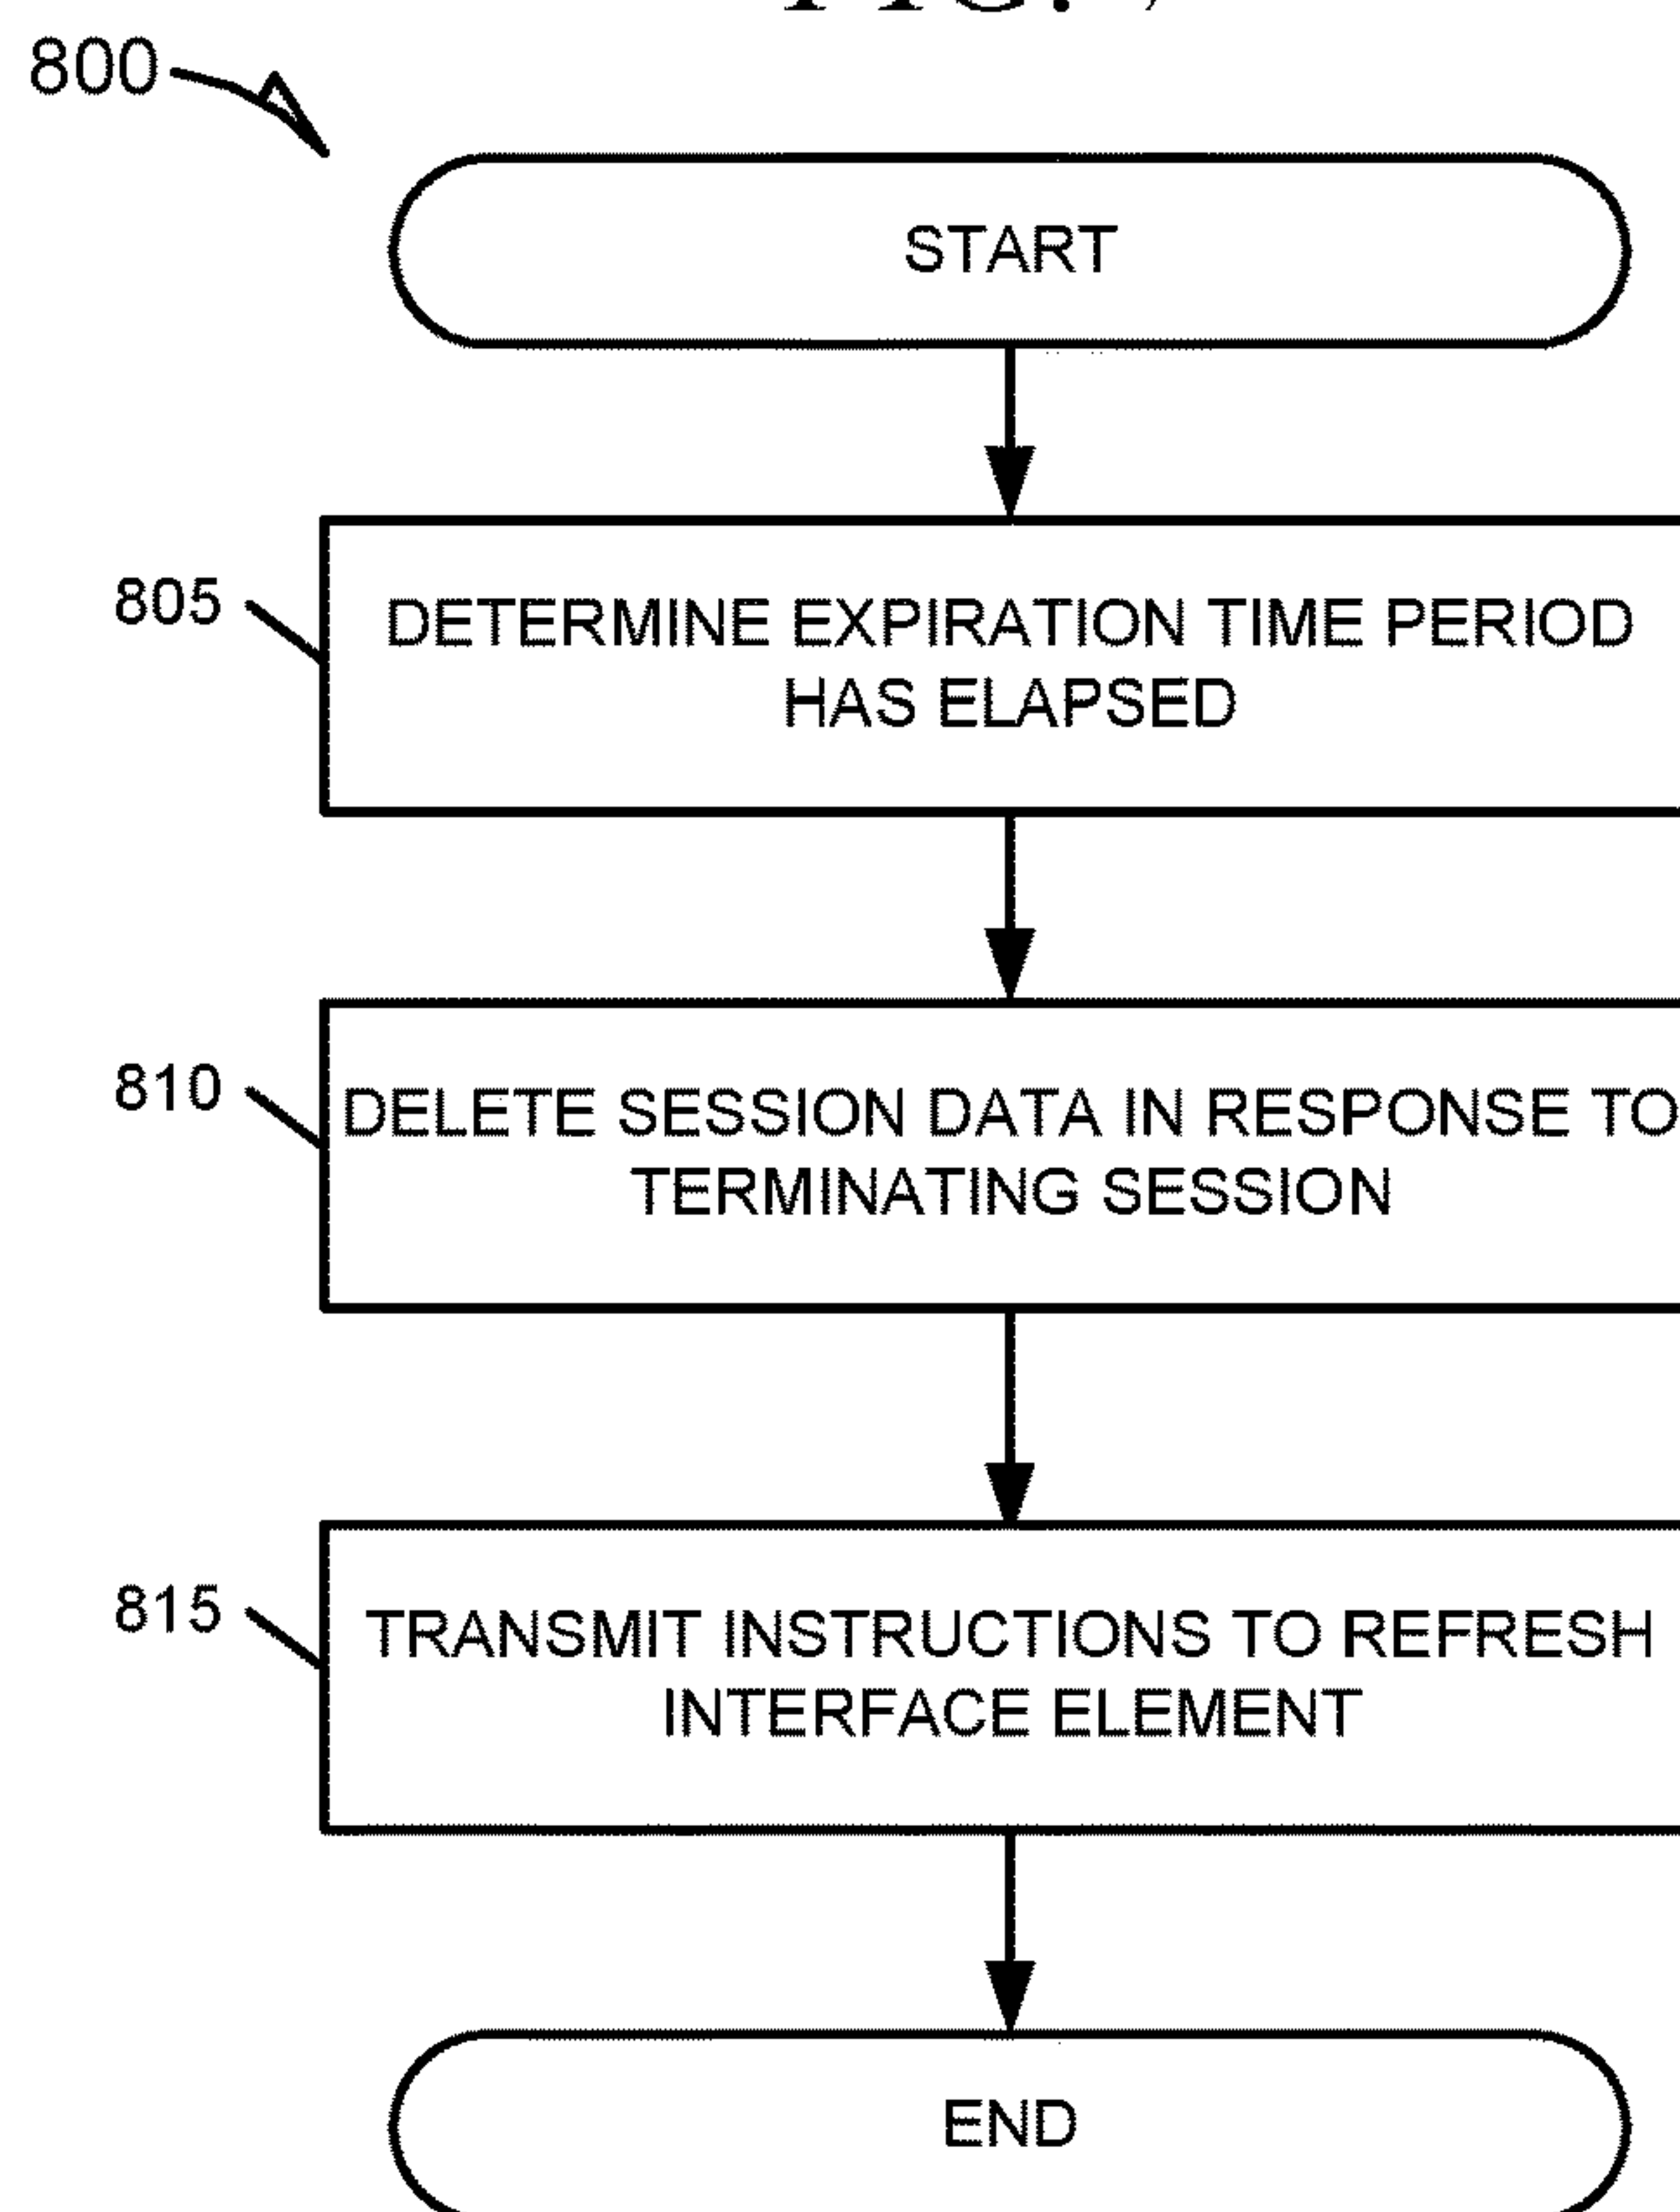 800
START
805
DETERMINE EXPIRATION TIME PERIOD
HAS ELAPSED
810
DELETE SESSION DATA IN RESPONSE TO
TERMINATING SESSION
815
TRANSMIT INSTRUCTIONS TO REFRESH
INTERFACE ELEMENT
END